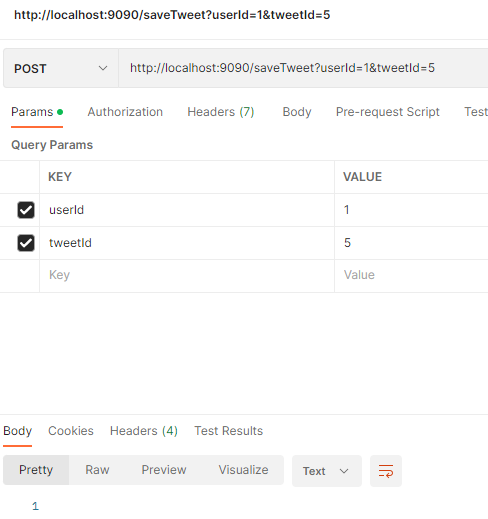 http://localhost:9090/saveTweet?userId=1&tweetId=5
POST http://localhost:9090/saveTweet?userId=1&tweetId=5
Params Authorization Headers (7) Body Pre-request Script Test
Query Params
KEY VALUE
userId 1
tweetId 5
Key Value
Body Cookies Headers (4) Test Results
Pretty Raw Preview Visualize Text
1